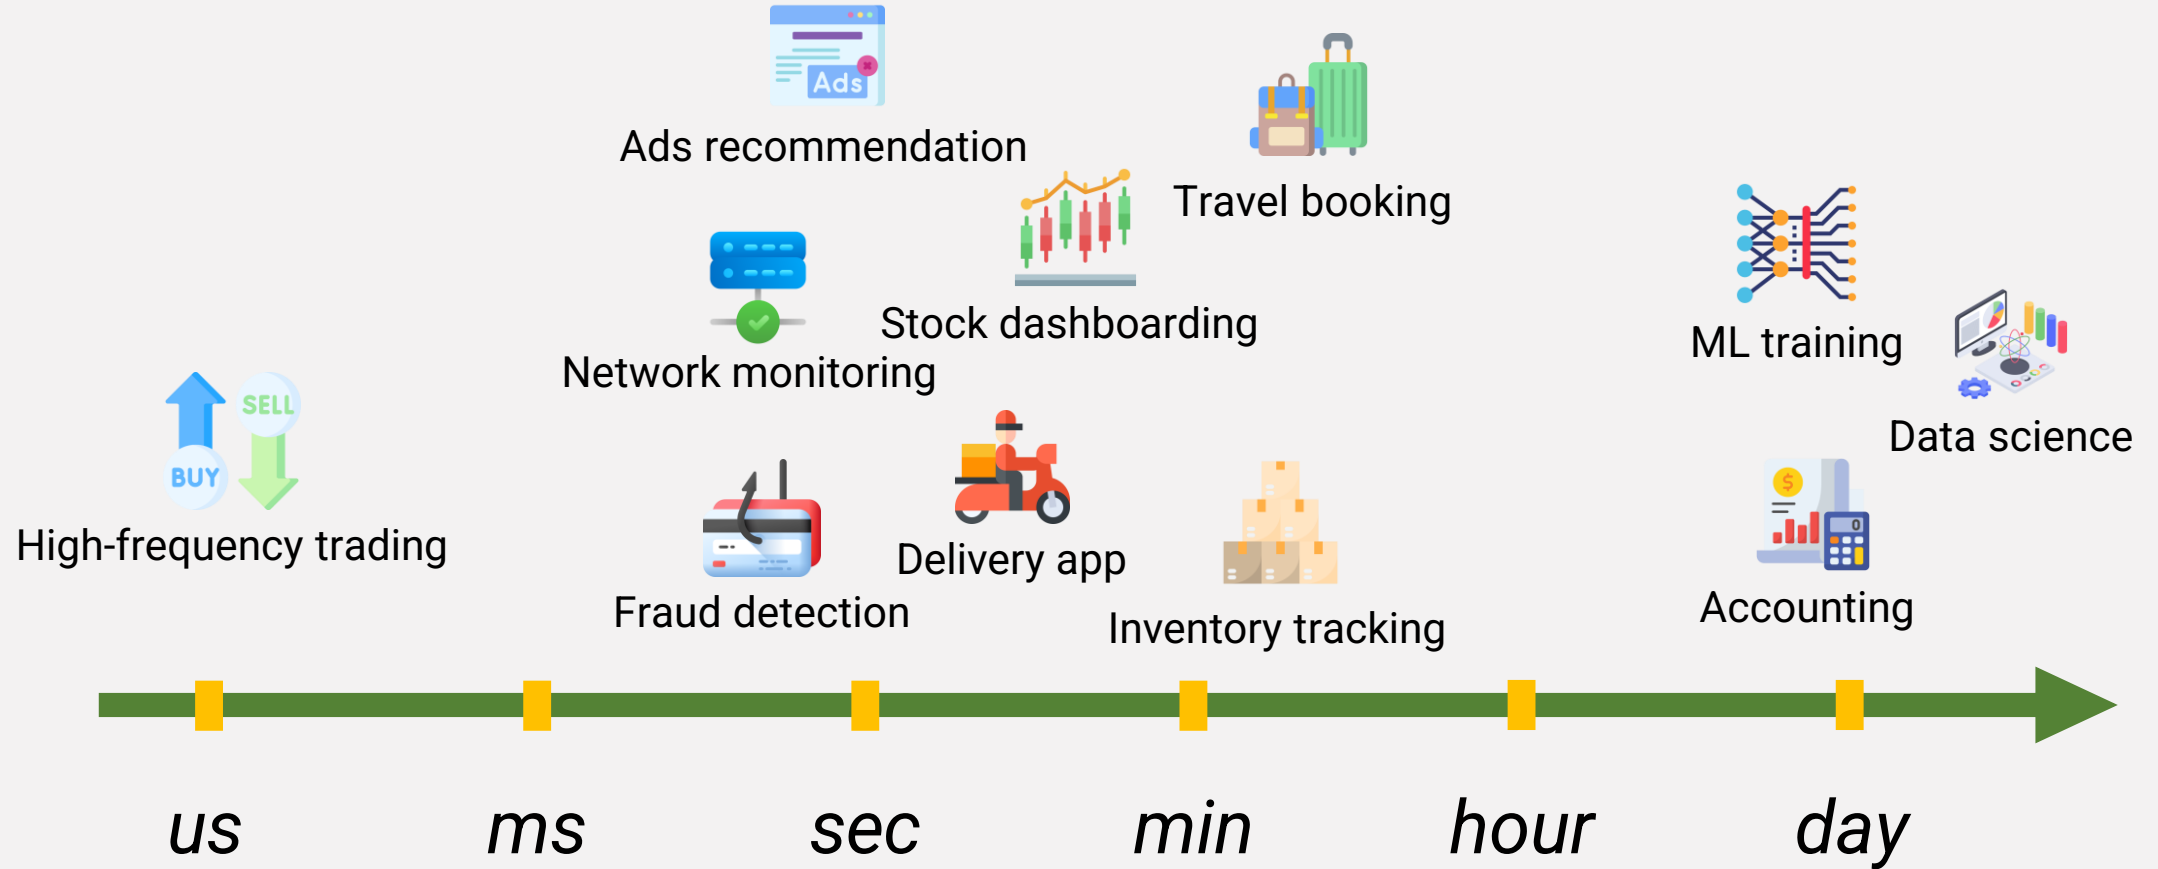 Ads
Ads recommendation
Travel booking
Stock dashboarding
Network monitoring
ML training
Data science
SELL
BUY
High-frequency trading
Fraud detection
Delivery app
Inventory tracking
$
0
Accounting
us
ms
sec
min
hour
day